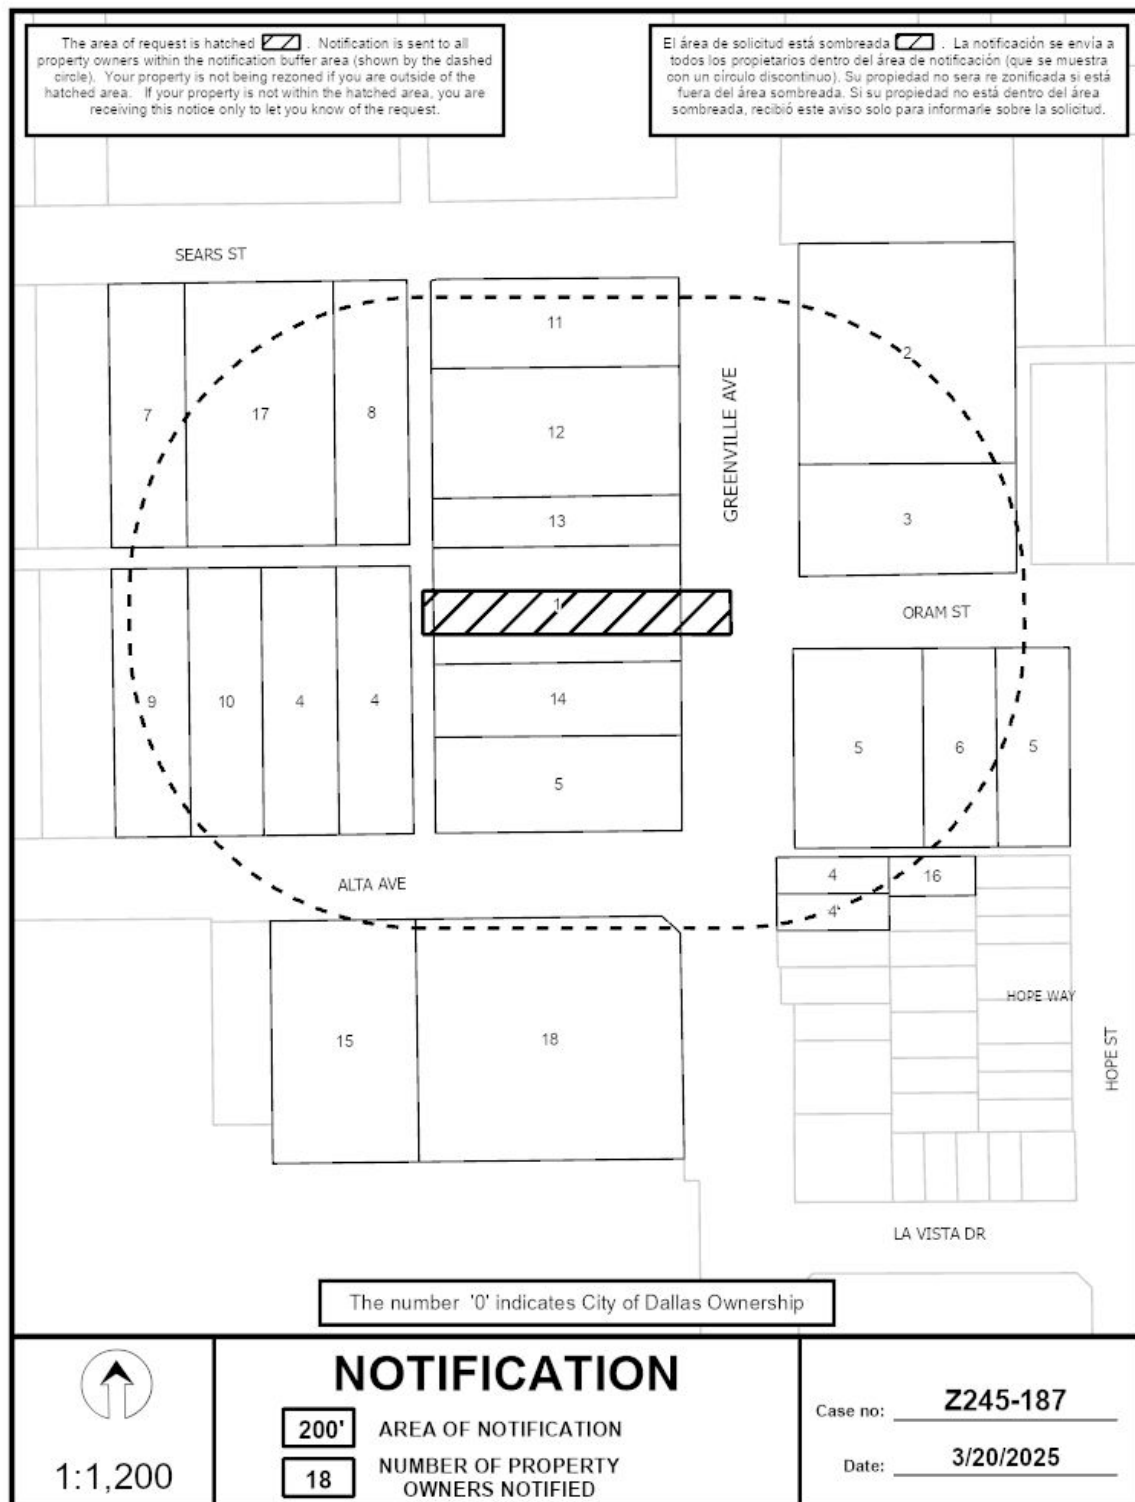 The area of request is hatched . Notification is sent to all
property owners within the notification buffer area (shown by the dashed
circle). Your property is not being rezoned if you are outside of the
hatched area. If your property is not within the hatched area, you are
receiving this notice only to let you know of the request.
El área de solicitud está sombreada . La notificación se envía a
todos los propietarios dentro del área de notificación (que se muestra
con un círculo discontinuo). Su propiedad no sera re zonificada si está
fuera del área sombreada. Si su propiedad no está dentro del área
sombreada, recibió este aviso solo para informarle sobre la solicitud.
SEARS ST
11
2
7
17
8
12
GREENVILLE AVE
13
3
1
ORAM ST
9
10
4
4
14
5
6
5
5
4
16
ALTA AVE
4
HOPE WAY
15
18
HOPE ST
LA VISTA DR
The number '0' indicates City of Dallas Ownership
1:1,200
NOTIFICATION
200' AREA OF NOTIFICATION
18 NUMBER OF PROPERTY
OWNERS NOTIFIED
Case no: Z245-187
Date: 3/20/2025